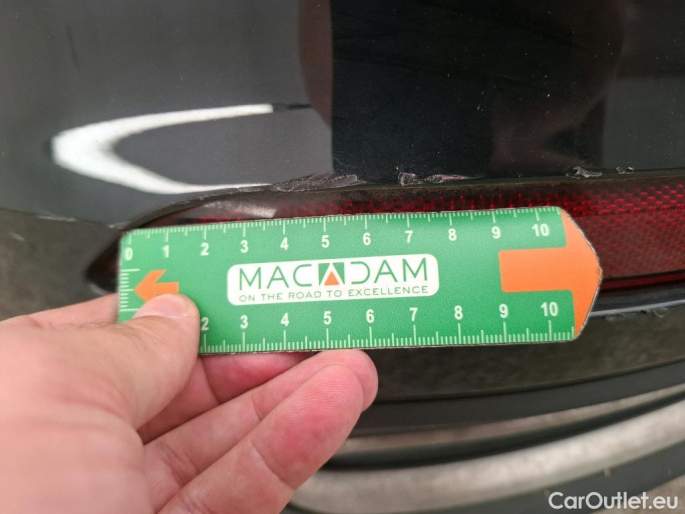 0 1 2 3 4 5 6 7 8 9 10
MACADAM
ON THE ROAD TO EXCELLENCE
2 3 4 5 6 7 8 9 10
CarOutlet.eu